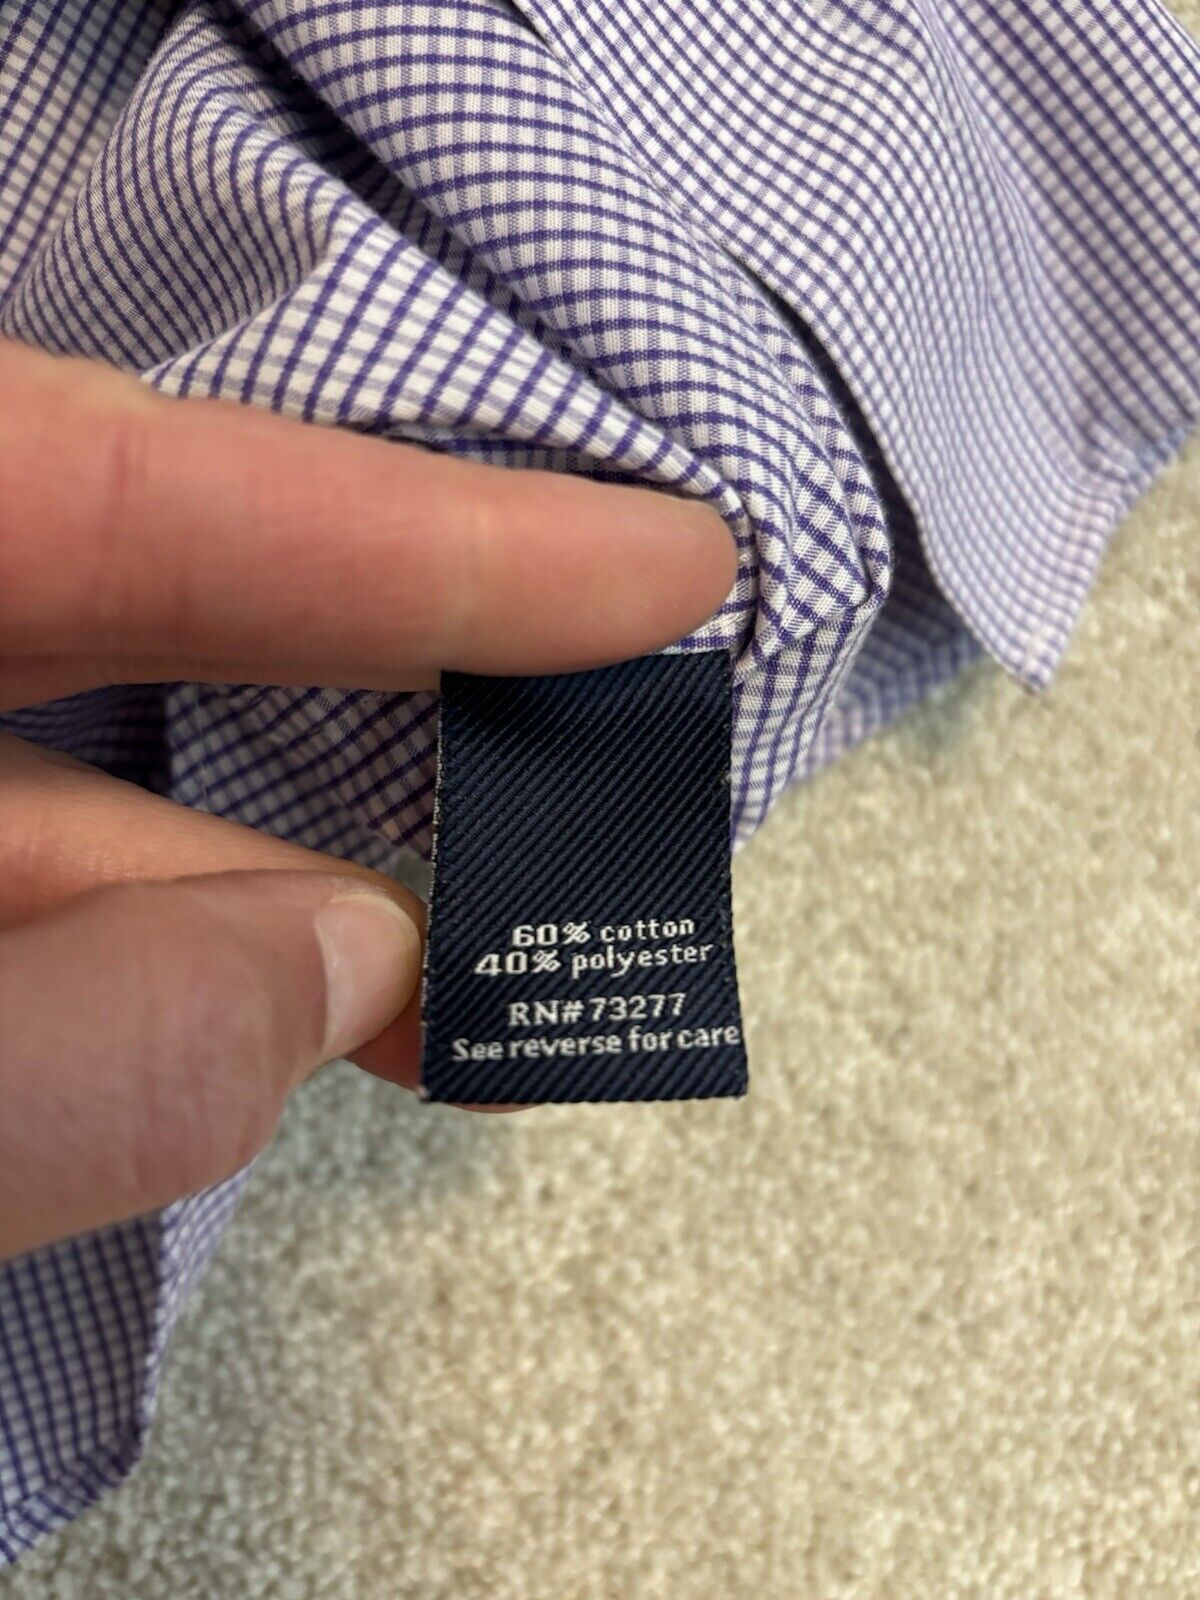 60% cotton
40% polyester
RN# 73277
See reverse for care